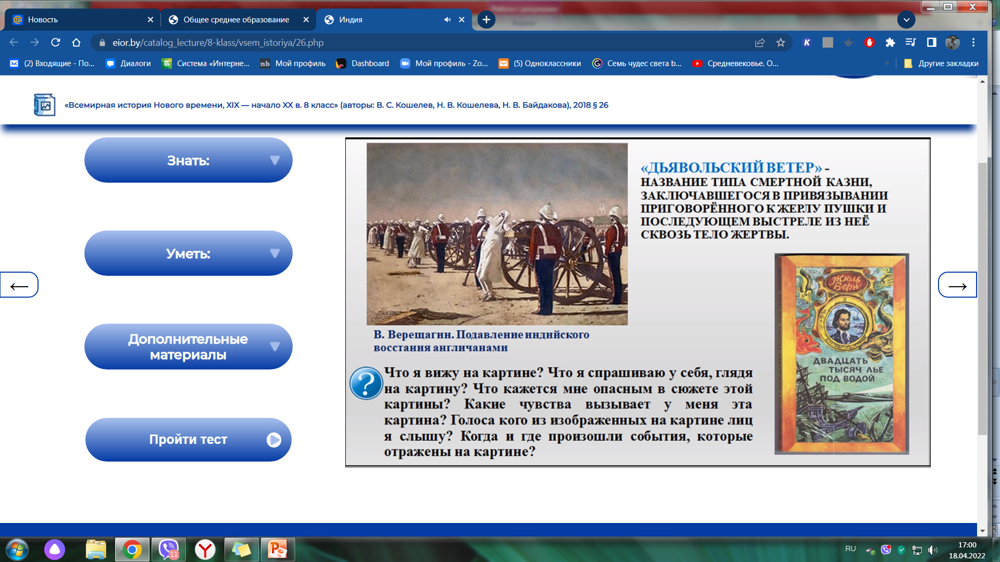 Новость
Общее среднее образование
Индия
eior.by/catalog_lecture/8-klass/vsem_istoriya/26.php
(2) Входящие - По...
Диалоги
Система «Интерне...
nb
Мой профиль
Dashboard
Мой профиль - Zo...
(5) Одноклассники
Семь чудес света b...
Средневековье. О...
Другие закладки
«Всемирная история Нового времени, XIX — начало XX в. 8 класс» (авторы: В. С. Кошелев, Н. В. Кошелева, Н. В. Байдакова), 2018 § 26
Знать:
Уметь:
Дополнительные
материалы
Пройти тест
«ДЬЯВОЛЬСКИЙ ВЕТЕР» -
НАЗВАНИЕ ТИПА СМЕРТНОЙ КАЗНИ,
ЗАКЛЮЧАВШЕГОСЯ В ПРИВЯЗЫВАНИИ
ПРИГОВОРЁННОГО К ЖЕРЛУ ПУШКИ И
ПОСЛЕДУЮЩЕМ ВЫСТРЕЛЕ ИЗ НЕЁ
СКВОЗЬ ТЕЛО ЖЕРТВЫ.
В. Верещагин. Подавление индийского
восстания англичанами
Что я вижу на картине? Что я спрашиваю у себя, глядя
на картину? Что кажется мне опасным в сюжете этой
картины? Какие чувства вызывает у меня эта
картина? Голоса кого из изображенных на картине лиц
я слышу? Когда и где произошли события, которые
отражены на картине?
Жюль
Верн
ДВАДЦАТЬ
ТЫСЯЧ ЛЬЕ
ПОД ВОДОЙ
11
RU
17:00
18.04.2022